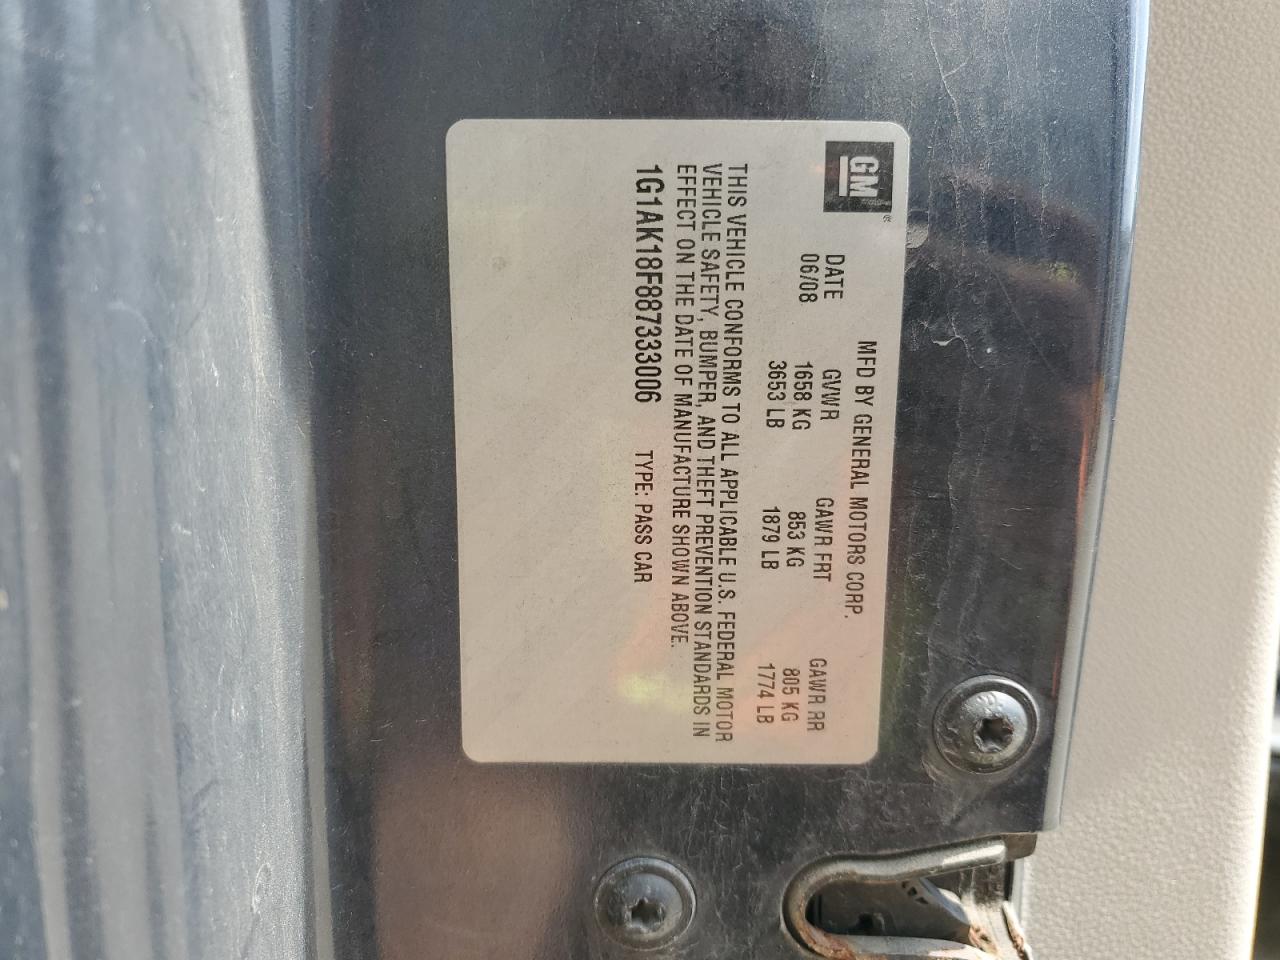 GM
MFD BY GENERAL MOTORS CORP.
DATE GVWR GAWR FRT GAWR RR
06/08 1658 KG 853 KG 805 KG
3653 LB 1879 LB 1774 LB
THIS VEHICLE CONFORMS TO ALL APPLICABLE U.S. FEDERAL MOTOR
VEHICLE SAFETY, BUMPER, AND THEFT PREVENTION STANDARDS IN
EFFECT ON THE DATE OF MANUFACTURE SHOWN ABOVE.
1G1AK18F887333006 TYPE: PASS CAR